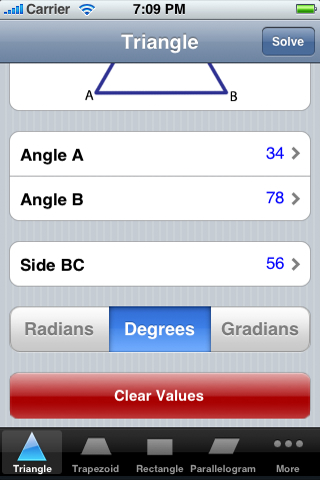 Carrier 7:09 PM
Triangle Solve
A B
Angle A 34
Angle B 78
Side BC 56
Radians Degrees Gradians
Clear Values
Triangle Trapezoid Rectangle Parallelogram More